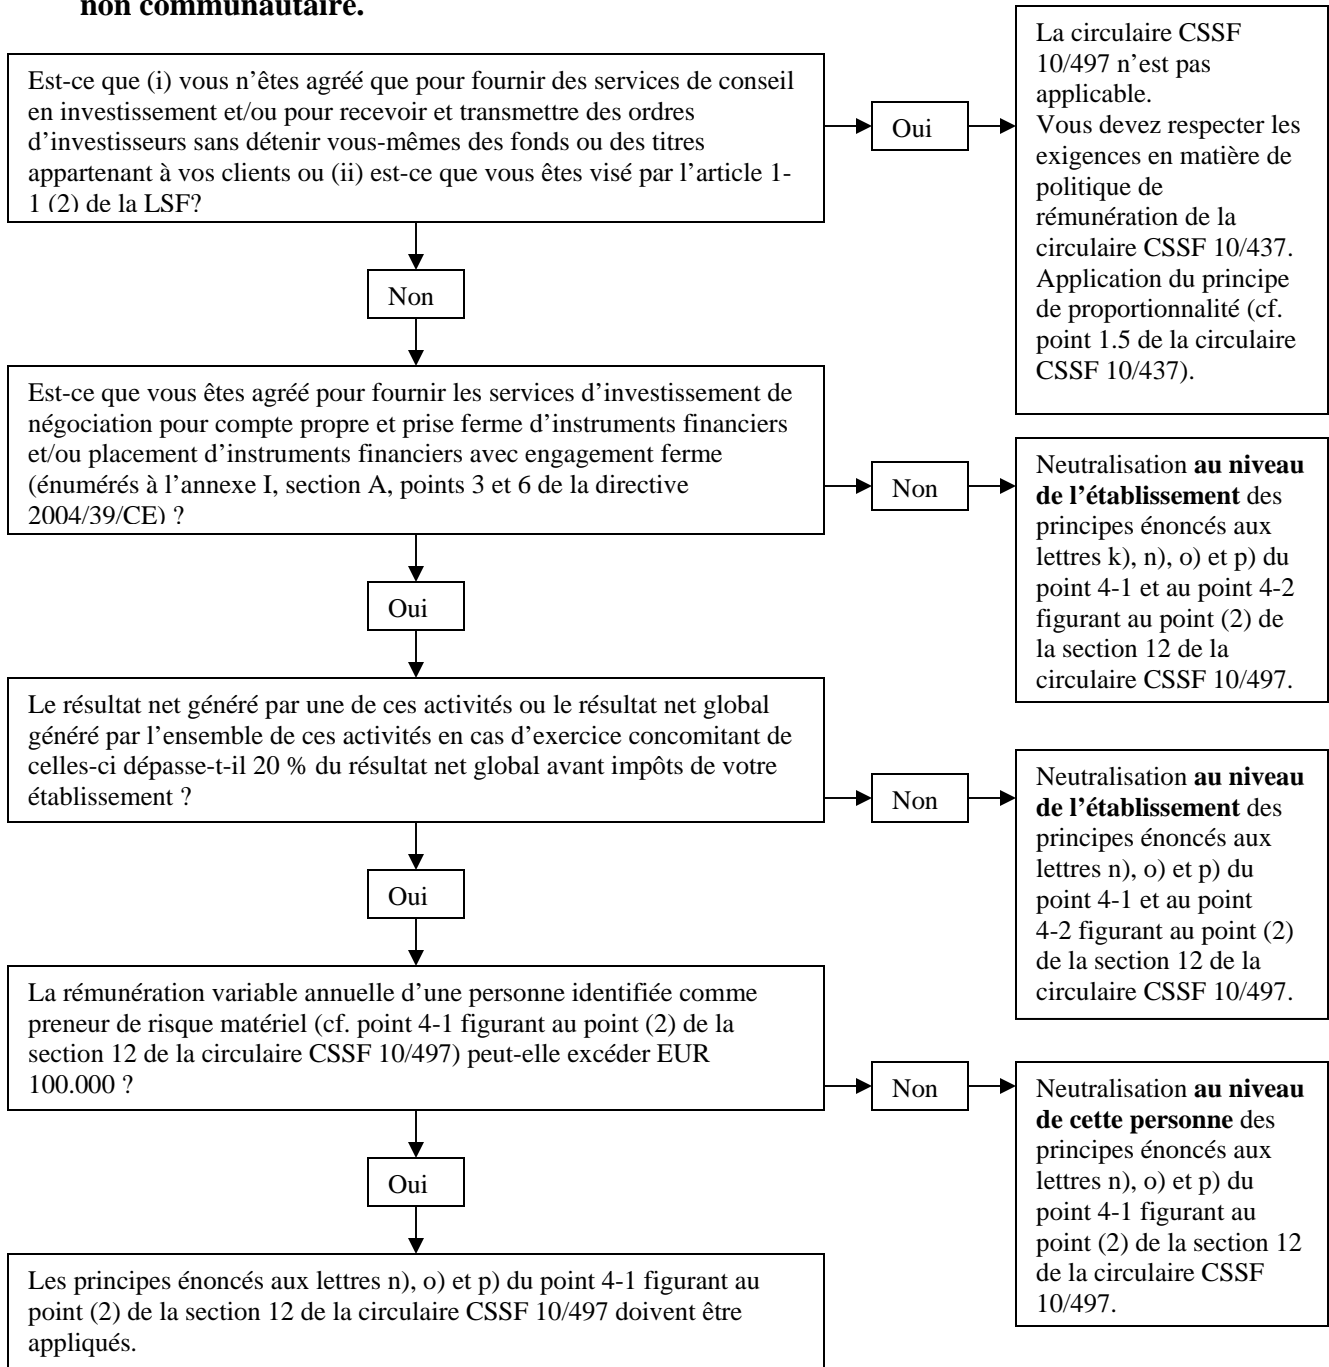 non communautaire.
Est-ce que (i) vous n’êtes agréé que pour fournir des services de conseil
en investissement et/ou pour recevoir et transmettre des ordres
d’investisseurs sans détenir vous-mêmes des fonds ou des titres
appartenant à vos clients ou (ii) est-ce que vous êtes visé par l’article 1-
1 (2) de la LSF?
Oui
La circulaire CSSF
10/497 n’est pas
applicable.
Vous devez respecter les
exigences en matière de
politique de
rémunération de la
circulaire CSSF 10/437.
Application du principe
de proportionnalité (cf.
point 1.5 de la circulaire
CSSF 10/437).
Non
Est-ce que vous êtes agréé pour fournir les services d’investissement de
négociation pour compte propre et prise ferme d’instruments financiers
et/ou placement d’instruments financiers avec engagement ferme
(énumérés à l’annexe I, section A, points 3 et 6 de la directive
2004/39/CE) ?
Non
Neutralisation au niveau
de l’établissement des
principes énoncés aux
lettres k), n), o) et p) du
point 4-1 et au point 4-2
figurant au point (2) de
la section 12 de la
circulaire CSSF 10/497.
Oui
Le résultat net généré par une de ces activités ou le résultat net global
généré par l’ensemble de ces activités en cas d’exercice concomitant de
celles-ci dépasse-t-il 20 % du résultat net global avant impôts de votre
établissement ?
Non
Neutralisation au niveau
de l’établissement des
principes énoncés aux
lettres n), o) et p) du
point 4-1 et au point
4-2 figurant au point (2)
de la section 12 de la
circulaire CSSF 10/497.
Oui
La rémunération variable annuelle d’une personne identifiée comme
preneur de risque matériel (cf. point 4-1 figurant au point (2) de la
section 12 de la circulaire CSSF 10/497) peut-elle excéder EUR
100.000 ?
Non
Neutralisation au niveau
de cette personne des
principes énoncés aux
lettres n), o) et p) du
point 4-1 figurant au
point (2) de la section 12
de la circulaire CSSF
10/497.
Oui
Les principes énoncés aux lettres n), o) et p) du point 4-1 figurant au
point (2) de la section 12 de la circulaire CSSF 10/497 doivent être
appliqués.